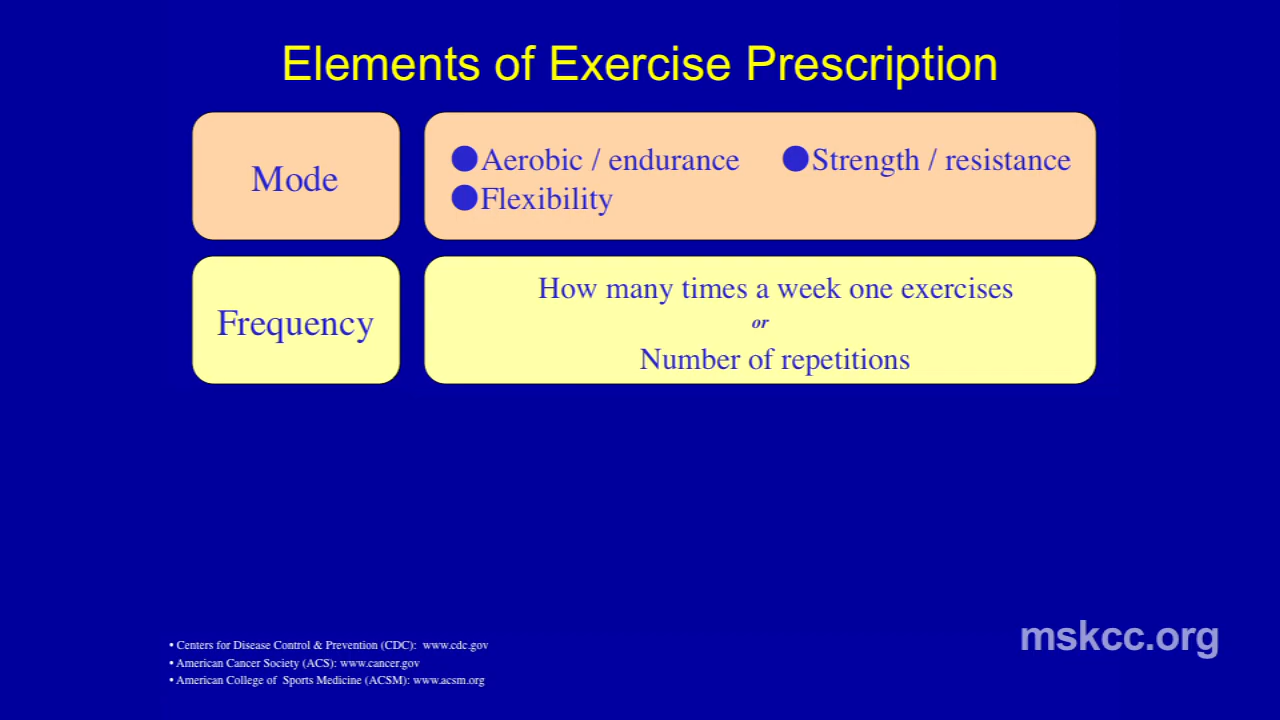 Elements of Exercise Prescription
Mode
●Aerobic / endurance ●Strength / resistance
●Flexibility
Frequency
How many times a week one exercises
or
Number of repetitions
• Centers for Disease Control & Prevention (CDC): www.cdc.gov
• American Cancer Society (ACS): www.cancer.gov
• American College of Sports Medicine (ACSM): www.acsm.org
mskcc.org